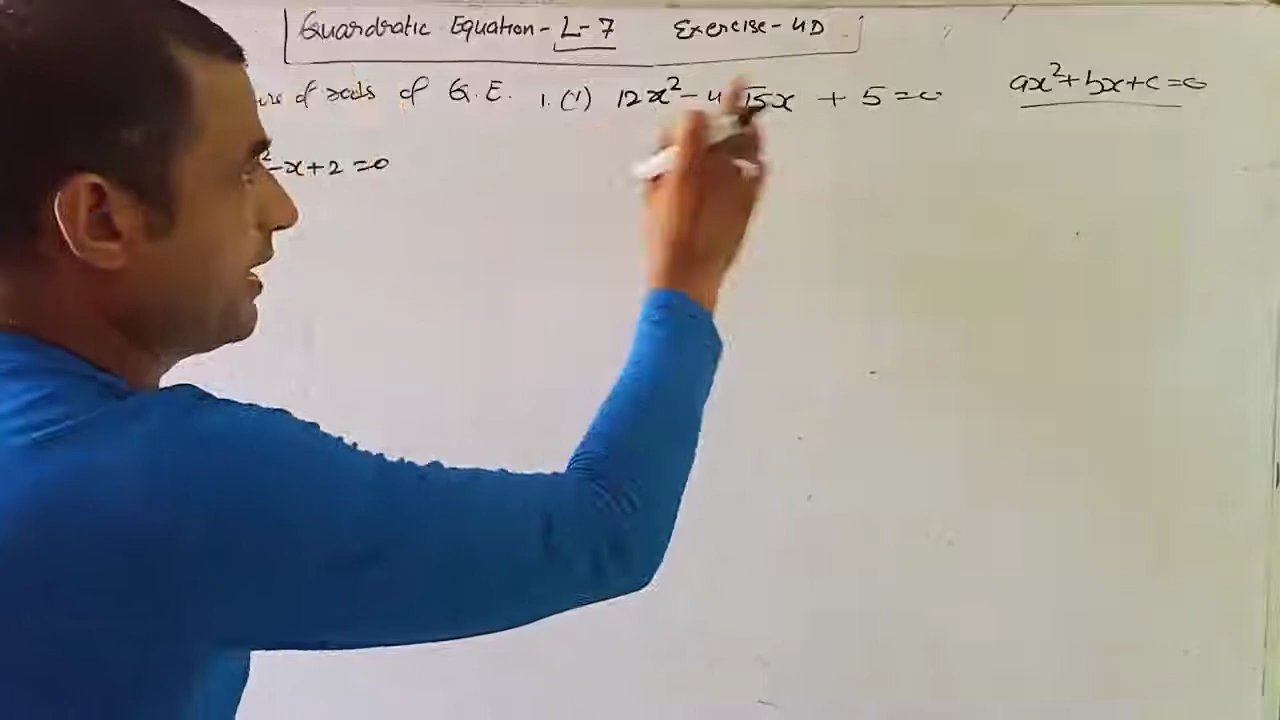 Quardratic Equation - L-7 Exercise - 4D
of roots of Q.E. 1. (i) 12x² - 4√15x + 5 = 0 ax² + bx + c = 0
- x + 2 = 0